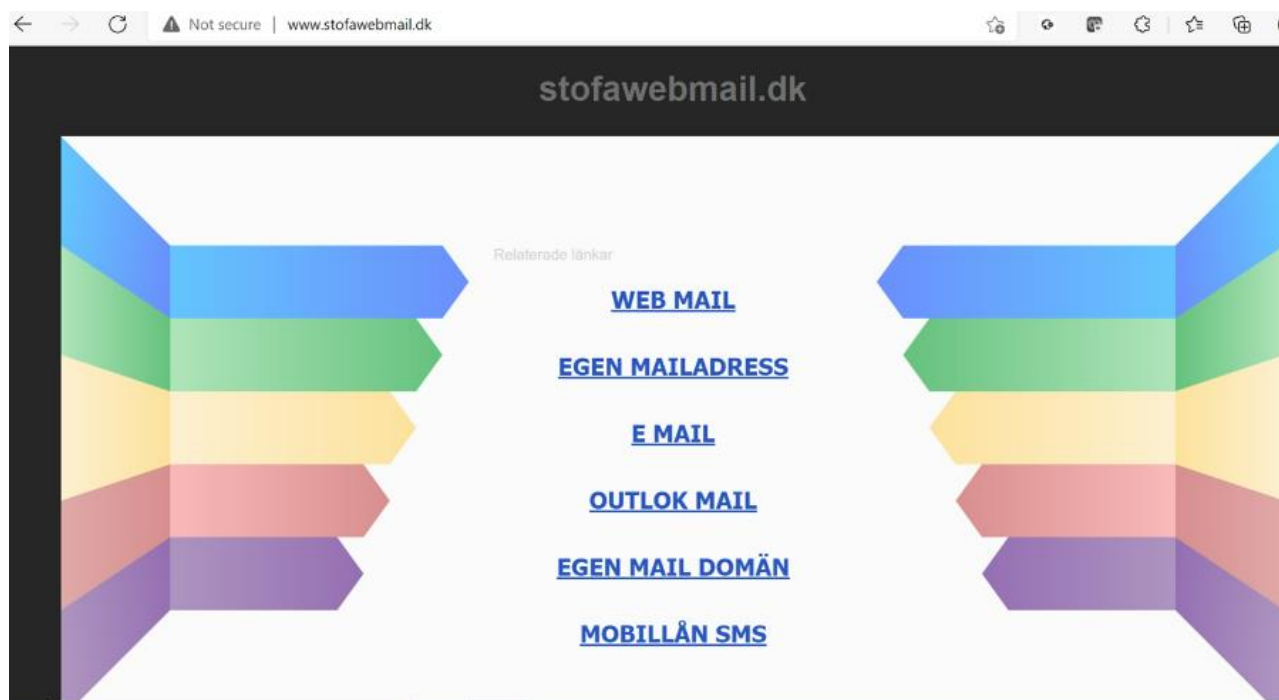 Not secure | www.stofawebmail.dk
stofawebmail.dk
Relaterade länkar
WEB MAIL
EGEN MAILADRESS
E MAIL
OUTLOK MAIL
EGEN MAIL DOMÄN
MOBILLÅN SMS